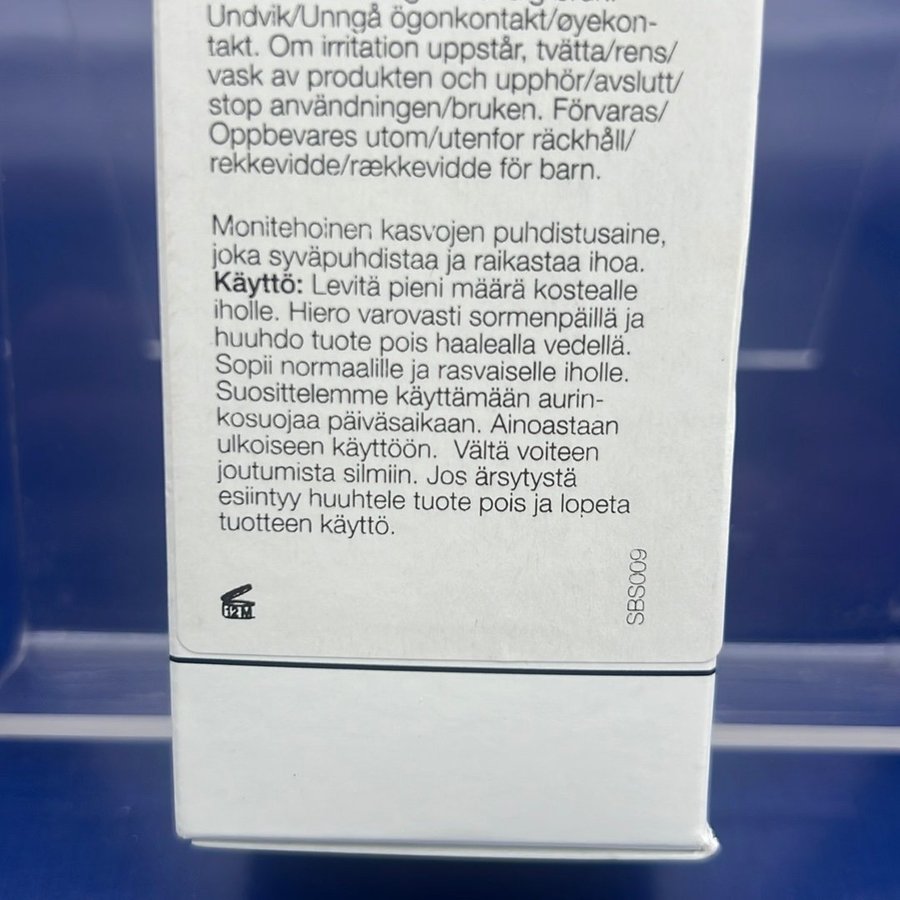 Undvik/Unngå ögonkontakt/øyekon-
takt. Om irritation uppstår, tvätta/rens/
vask av produkten och upphör/avslutt/
stop användningen/bruken. Förvaras/
Oppbevares utom/utenfor räckhåll/
rekkevidde/rækkevidde för barn.
Monitehoinen kasvojen puhdistusaine,
joka syväpuhdistaa ja raikastaa ihoa.
Käyttö: Levitä pieni määrä kostealle
iholle. Hiero varovasti sormenpäillä ja
huuhdo tuote pois haalealla vedellä.
Sopii normaalille ja rasvaiselle iholle.
Suosittelemme käyttämään aurin-
kosuojaa päiväsaikaan. Ainoastaan
ulkoiseen käyttöön. Vältä voiteen
joutumista silmiin. Jos ärsytystä
esiintyy huuhtele tuote pois ja lopeta
tuotteen käyttö.
12 M
SBS009